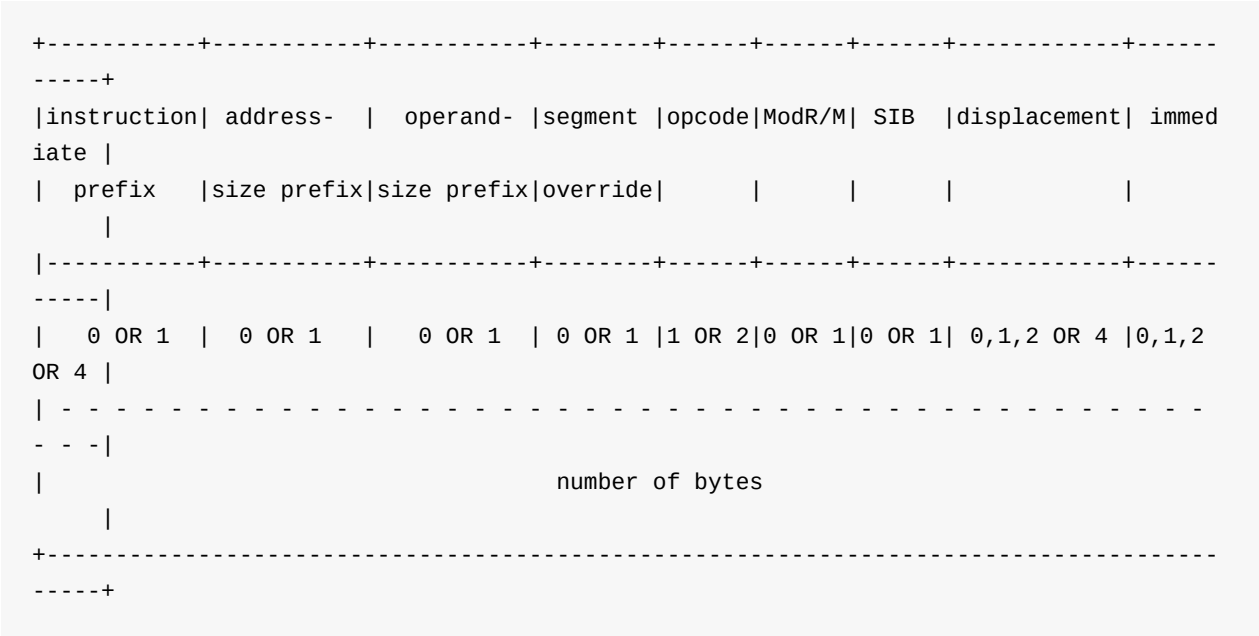 +-----------+-----------+-----------+--------+------+------+------+------------+------
-----+
|instruction| address-  |  operand- |segment |opcode|ModR/M| SIB  |displacement| immed
iate |
|  prefix   |size prefix|size prefix|override|      |      |      |            |
     |
|-----------+-----------+-----------+--------+------+------+------+------------+------
-----|
|   0 OR 1  |  0 OR 1   |   0 OR 1  | 0 OR 1 |1 OR 2|0 OR 1|0 OR 1| 0,1,2 OR 4 |0,1,2
OR 4 |
| - - - - - - - - - - - - - - - - - - - - - - - - - - - - - - - - - - - - - - - - - -
- - -|
|                                     number of bytes
     |
+-------------------------------------------------------------------------------------
-----+